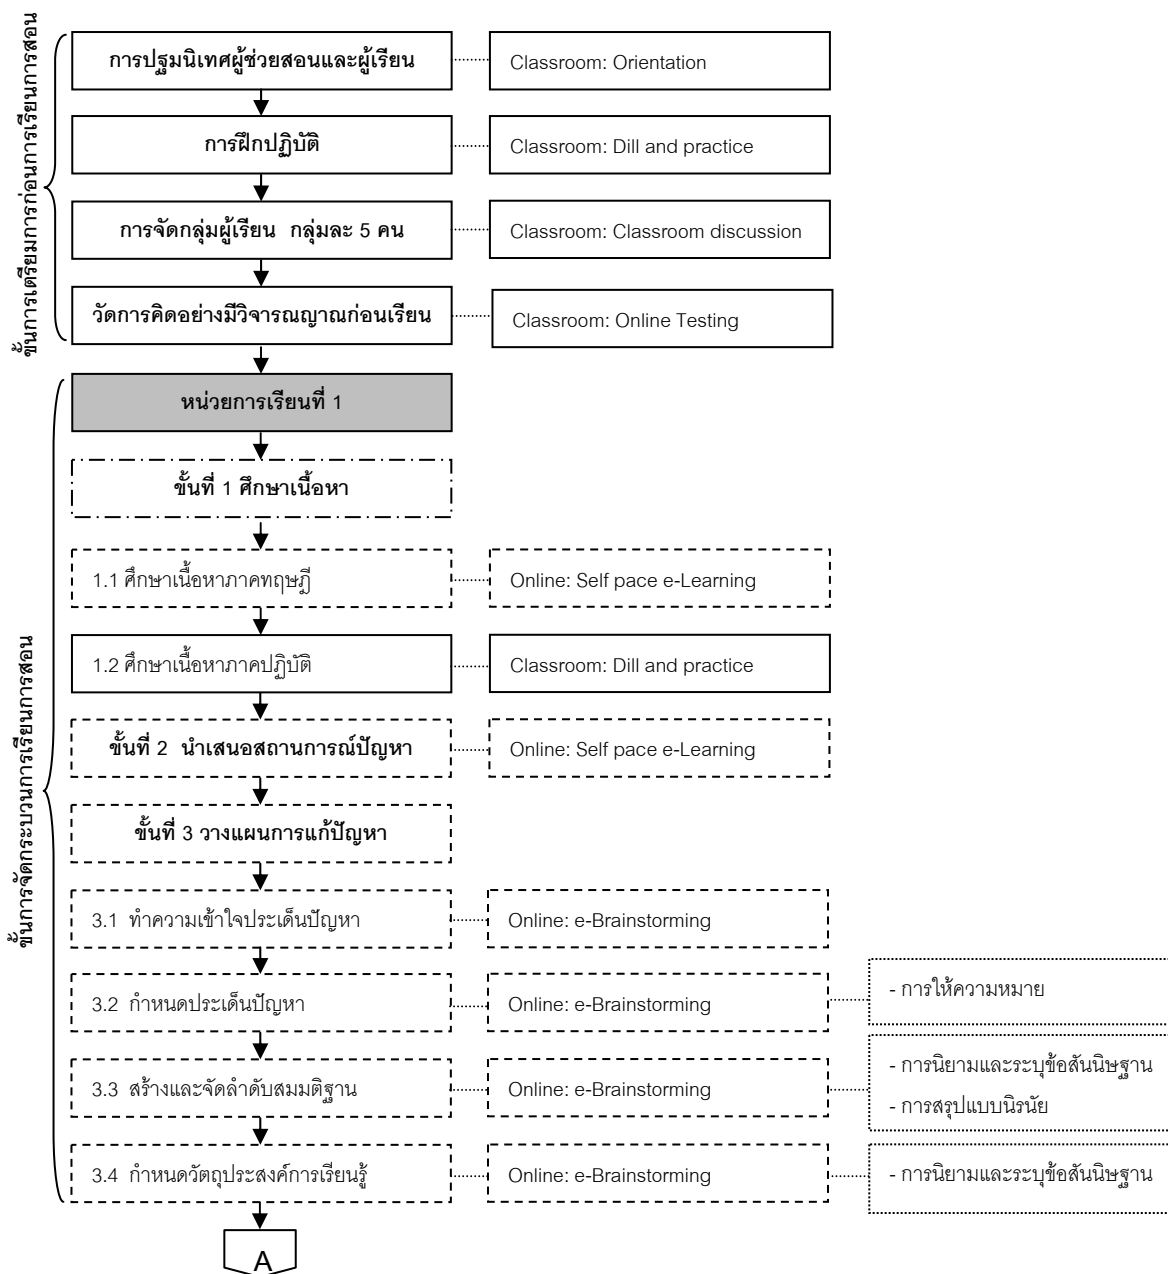 ขั้นการเตรียมการก่อนการเรียนการสอน
การปฐมนิเทศผู้ช่วยสอนและผู้เรียน
Classroom: Orientation
การฝึกปฏิบัติ
Classroom: Dill and practice
การจัดกลุ่มผู้เรียน กลุ่มละ 5 คน
Classroom: Classroom discussion
วัดการคิดอย่างมีวิจารณญาณก่อนเรียน
Classroom: Online Testing
ขั้นการจัดกระบวนการเรียนการสอน
หน่วยการเรียนที่ 1
ขั้นที่ 1 ศึกษาเนื้อหา
1.1 ศึกษาเนื้อหาภาคทฤษฎี
Online: Self pace e-Learning
1.2 ศึกษาเนื้อหาภาคปฏิบัติ
Classroom: Dill and practice
ขั้นที่ 2 นำเสนอสถานการณ์ปัญหา
Online: Self pace e-Learning
ขั้นที่ 3 วางแผนการแก้ปัญหา
3.1 ทำความเข้าใจประเด็นปัญหา
Online: e-Brainstorming
3.2 กำหนดประเด็นปัญหา
Online: e-Brainstorming
- การให้ความหมาย
3.3 สร้างและจัดลำดับสมมติฐาน
Online: e-Brainstorming
- การนิยามและระบุข้อสันนิษฐาน
- การสรุปแบบนิรนัย
3.4 กำหนดวัตถุประสงค์การเรียนรู้
Online: e-Brainstorming
- การนิยามและระบุข้อสันนิษฐาน
A